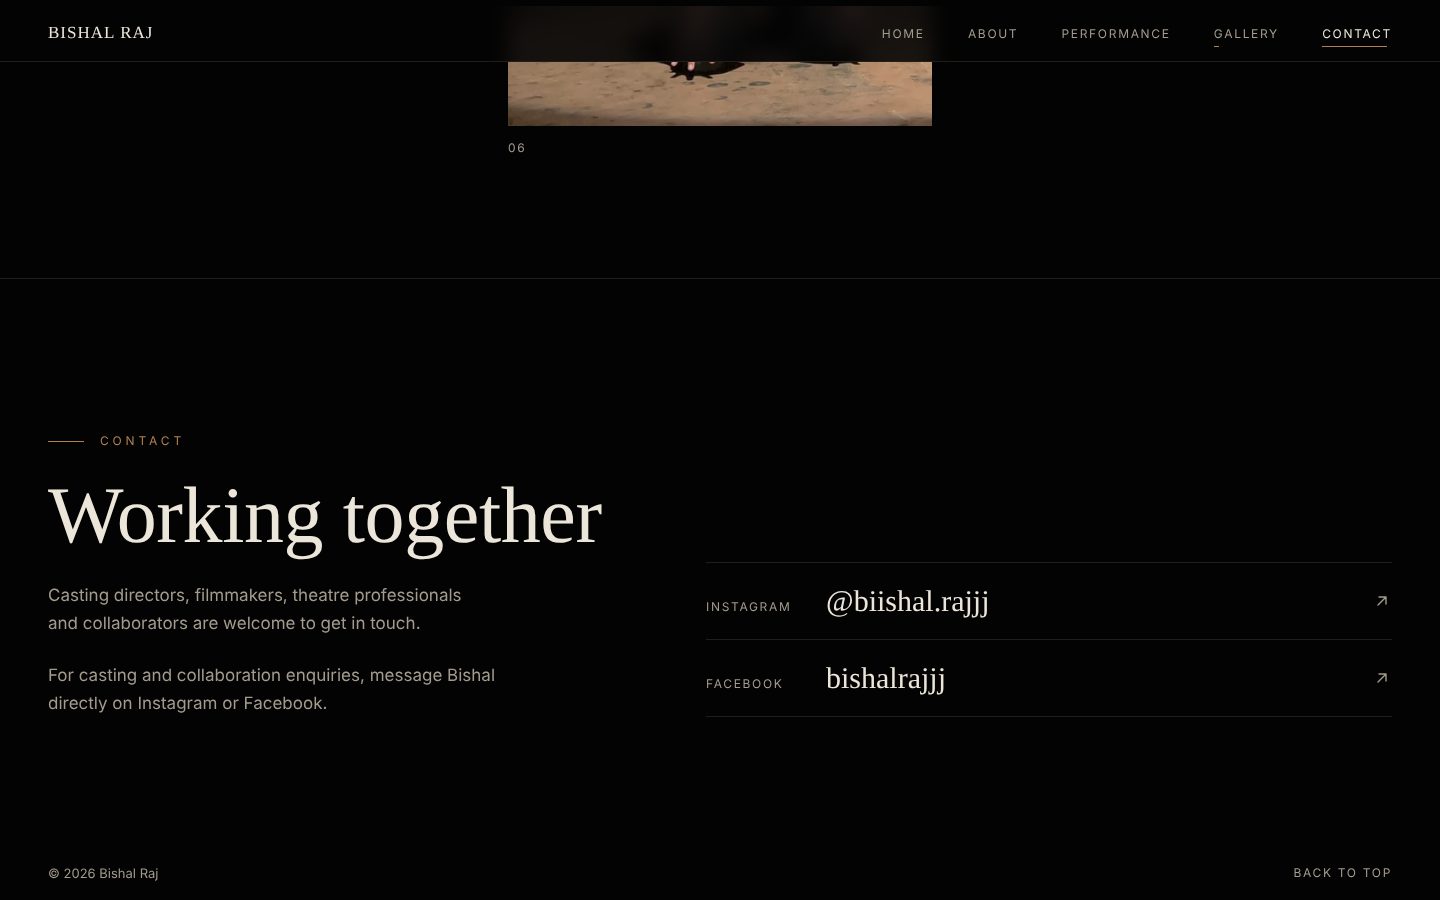 BISHAL RAJ
HOME ABOUT PERFORMANCE GALLERY CONTACT
06
CONTACT
Working together
Casting directors, filmmakers, theatre professionals
and collaborators are welcome to get in touch.
For casting and collaboration enquiries, message Bishal
directly on Instagram or Facebook.
INSTAGRAM @biishal.rajjj
FACEBOOK bishalrajjj
© 2026 Bishal Raj
BACK TO TOP